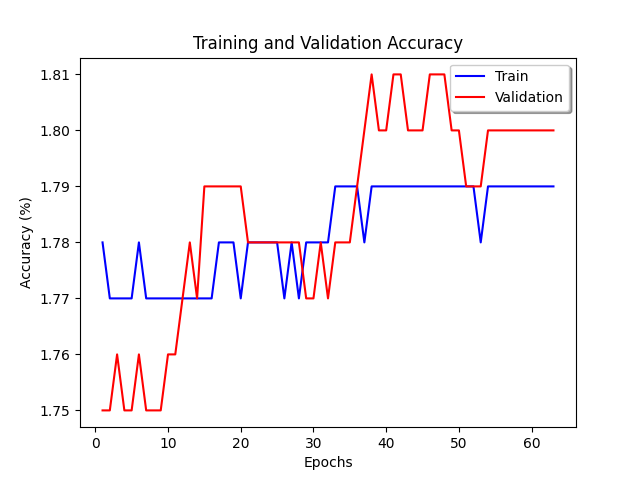 Training and Validation Accuracy
Train
Validation
1.81
1.80
1.79
1.78
1.77
1.76
1.75
Accuracy (%)
0 10 20 30 40 50 60
Epochs